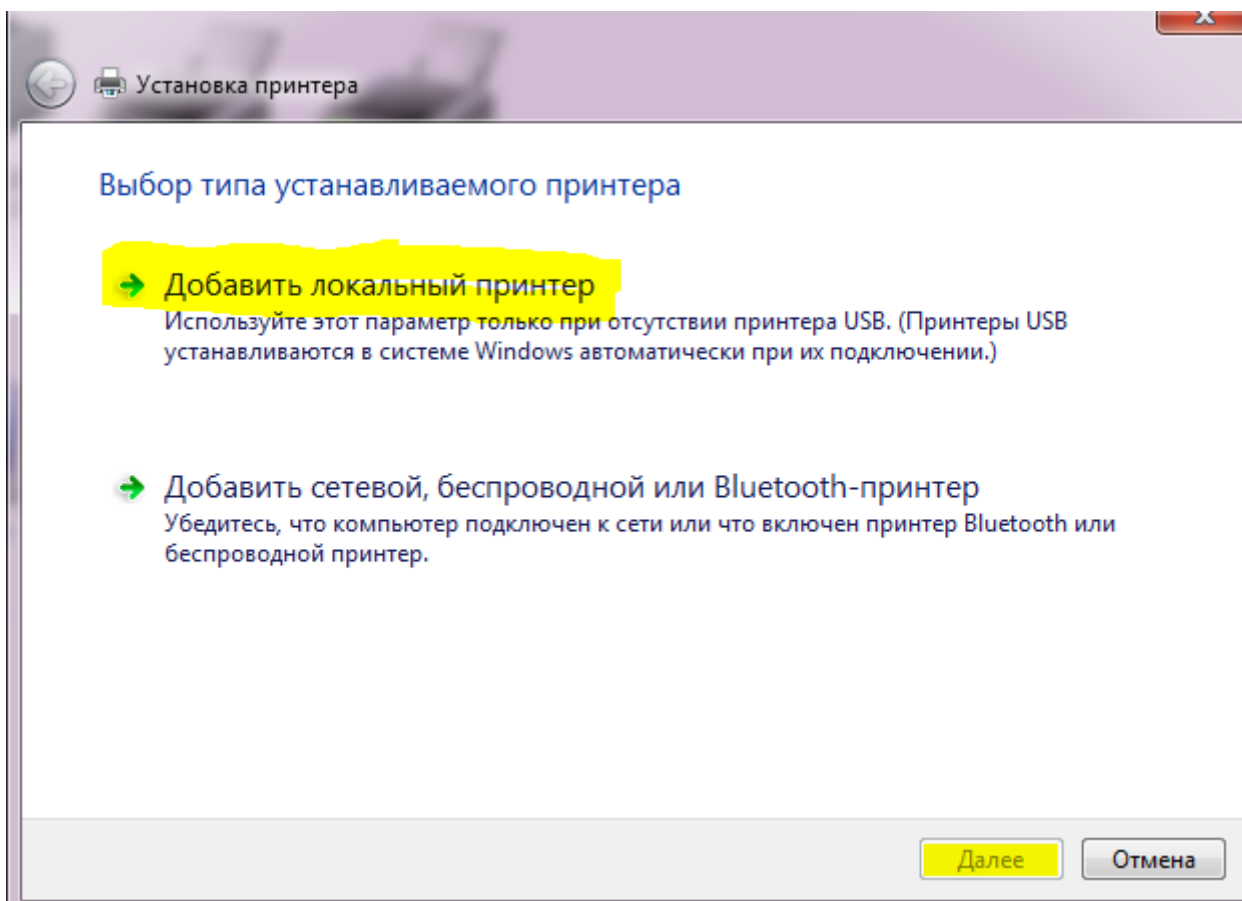 Установка принтера
Выбор типа устанавливаемого принтера
Добавить локальный принтер
Используйте этот параметр только при отсутствии принтера USB. (Принтеры USB
устанавливаются в системе Windows автоматически при их подключении.)
Добавить сетевой, беспроводной или Bluetooth-принтер
Убедитесь, что компьютер подключен к сети или что включен принтер Bluetooth или
беспроводной принтер.
Далее Отмена